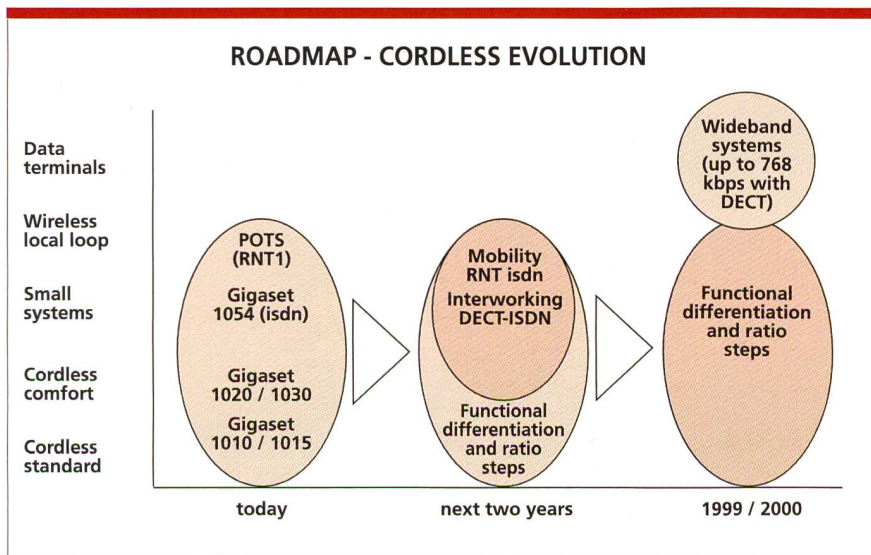 ROADMAP - CORDLESS EVOLUTION
Data
terminals
Wireless
local loop
Small
systems
Cordless
comfort
Cordless
standard
POTS
(RNT1)
Gigaset
1054 (isdn)
Gigaset
1020 / 1030
Gigaset
1010 / 1015
Mobility
RNT isdn
Interworking
DECT-ISDN
Functional
differentiation
and ratio
steps
Wideband
systems
(up to 768
kbps with
DECT)
Functional
differentiation
and ratio
steps
today
next two years
1999 / 2000